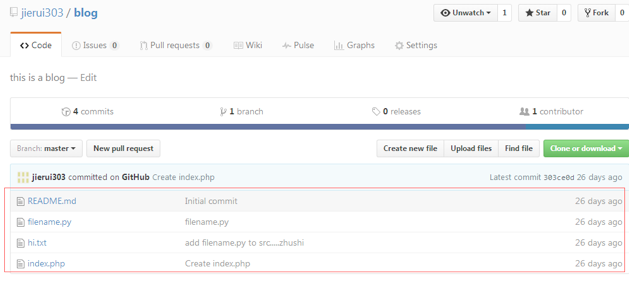 jierui303 / blog
Unwatch 1 Star 0 Fork 0
Code Issues 0 Pull requests 0 Wiki Pulse Graphs Settings
this is a blog — Edit
4 commits 1 branch 0 releases 1 contributor
Branch: master New pull request Create new file Upload files Find file Clone or download
jierui303 committed on GitHub Create index.php Latest commit 303ce0d 26 days ago
README.md Initial commit 26 days ago
filename.py filename.py 26 days ago
hi.txt add filename.py to src.....zhushi 26 days ago
index.php Create index.php 26 days ago